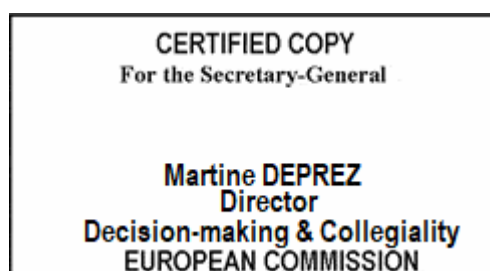 CERTIFIED COPY
For the Secretary-General
Martine DEPREZ
Director
Decision-making & Collegiality
EUROPEAN COMMISSION